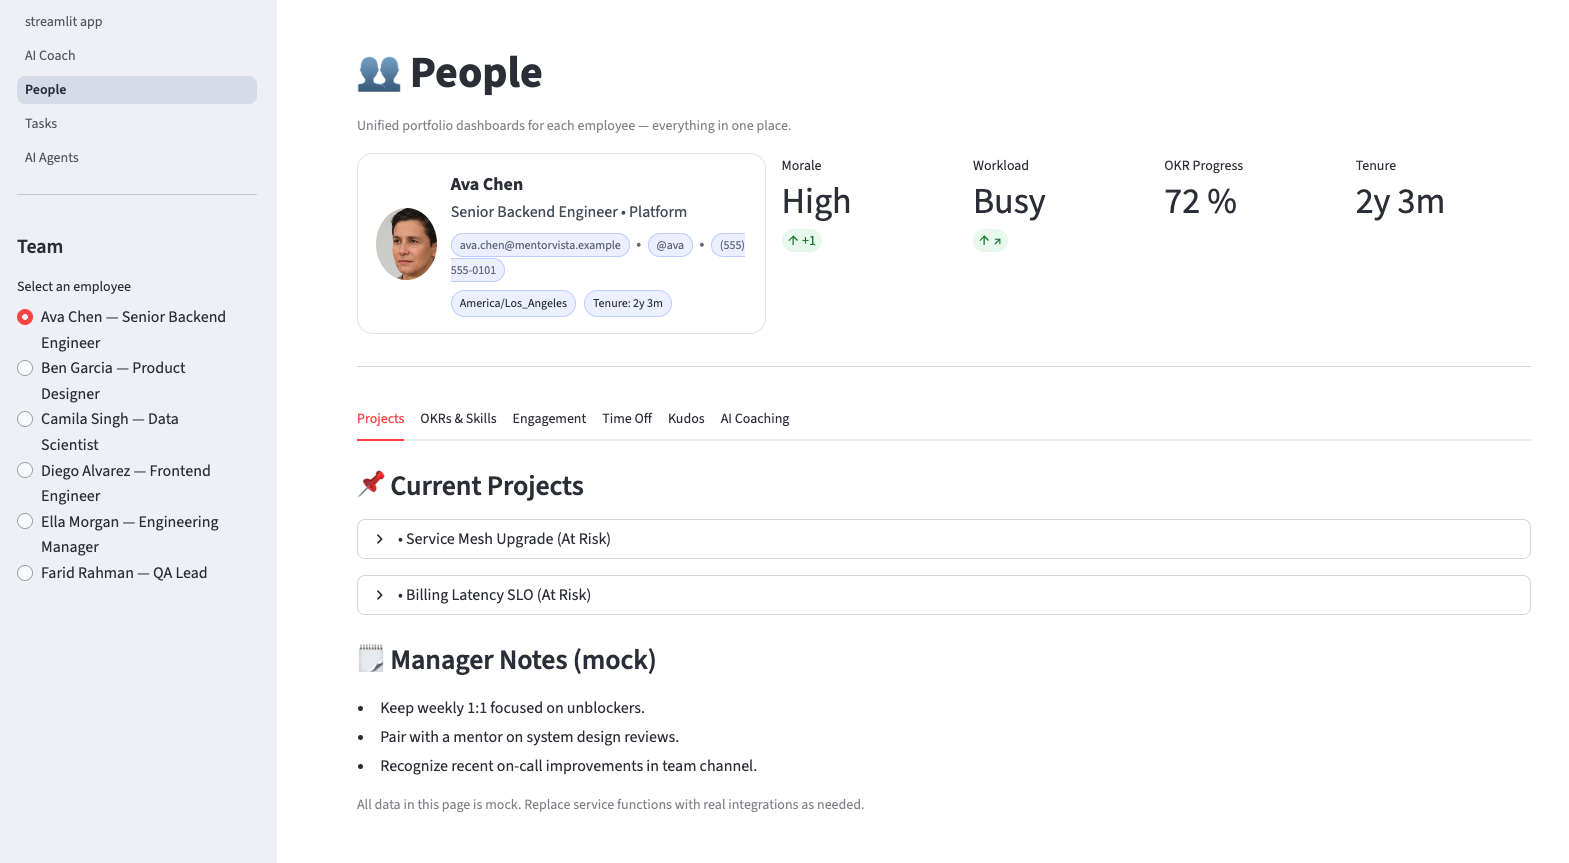 streamlit app
AI Coach
People
Tasks
AI Agents
Team
Select an employee
Ava Chen — Senior Backend
Engineer
Ben Garcia — Product
Designer
Camila Singh — Data
Scientist
Diego Alvarez — Frontend
Engineer
Ella Morgan — Engineering
Manager
Farid Rahman — QA Lead
People
Unified portfolio dashboards for each employee — everything in one place.
Ava Chen
Senior Backend Engineer • Platform
ava.chen@mentorvista.example • @ava • (555)
555-0101
America/Los_Angeles Tenure: 2y 3m
Morale
High
↑ +1
Workload
Busy
↑ ↗
OKR Progress
72 %
Tenure
2y 3m
Projects OKRs & Skills Engagement Time Off Kudos AI Coaching
Current Projects
• Service Mesh Upgrade (At Risk)
• Billing Latency SLO (At Risk)
Manager Notes (mock)
• Keep weekly 1:1 focused on unblockers.
• Pair with a mentor on system design reviews.
• Recognize recent on-call improvements in team channel.
All data in this page is mock. Replace service functions with real integrations as needed.